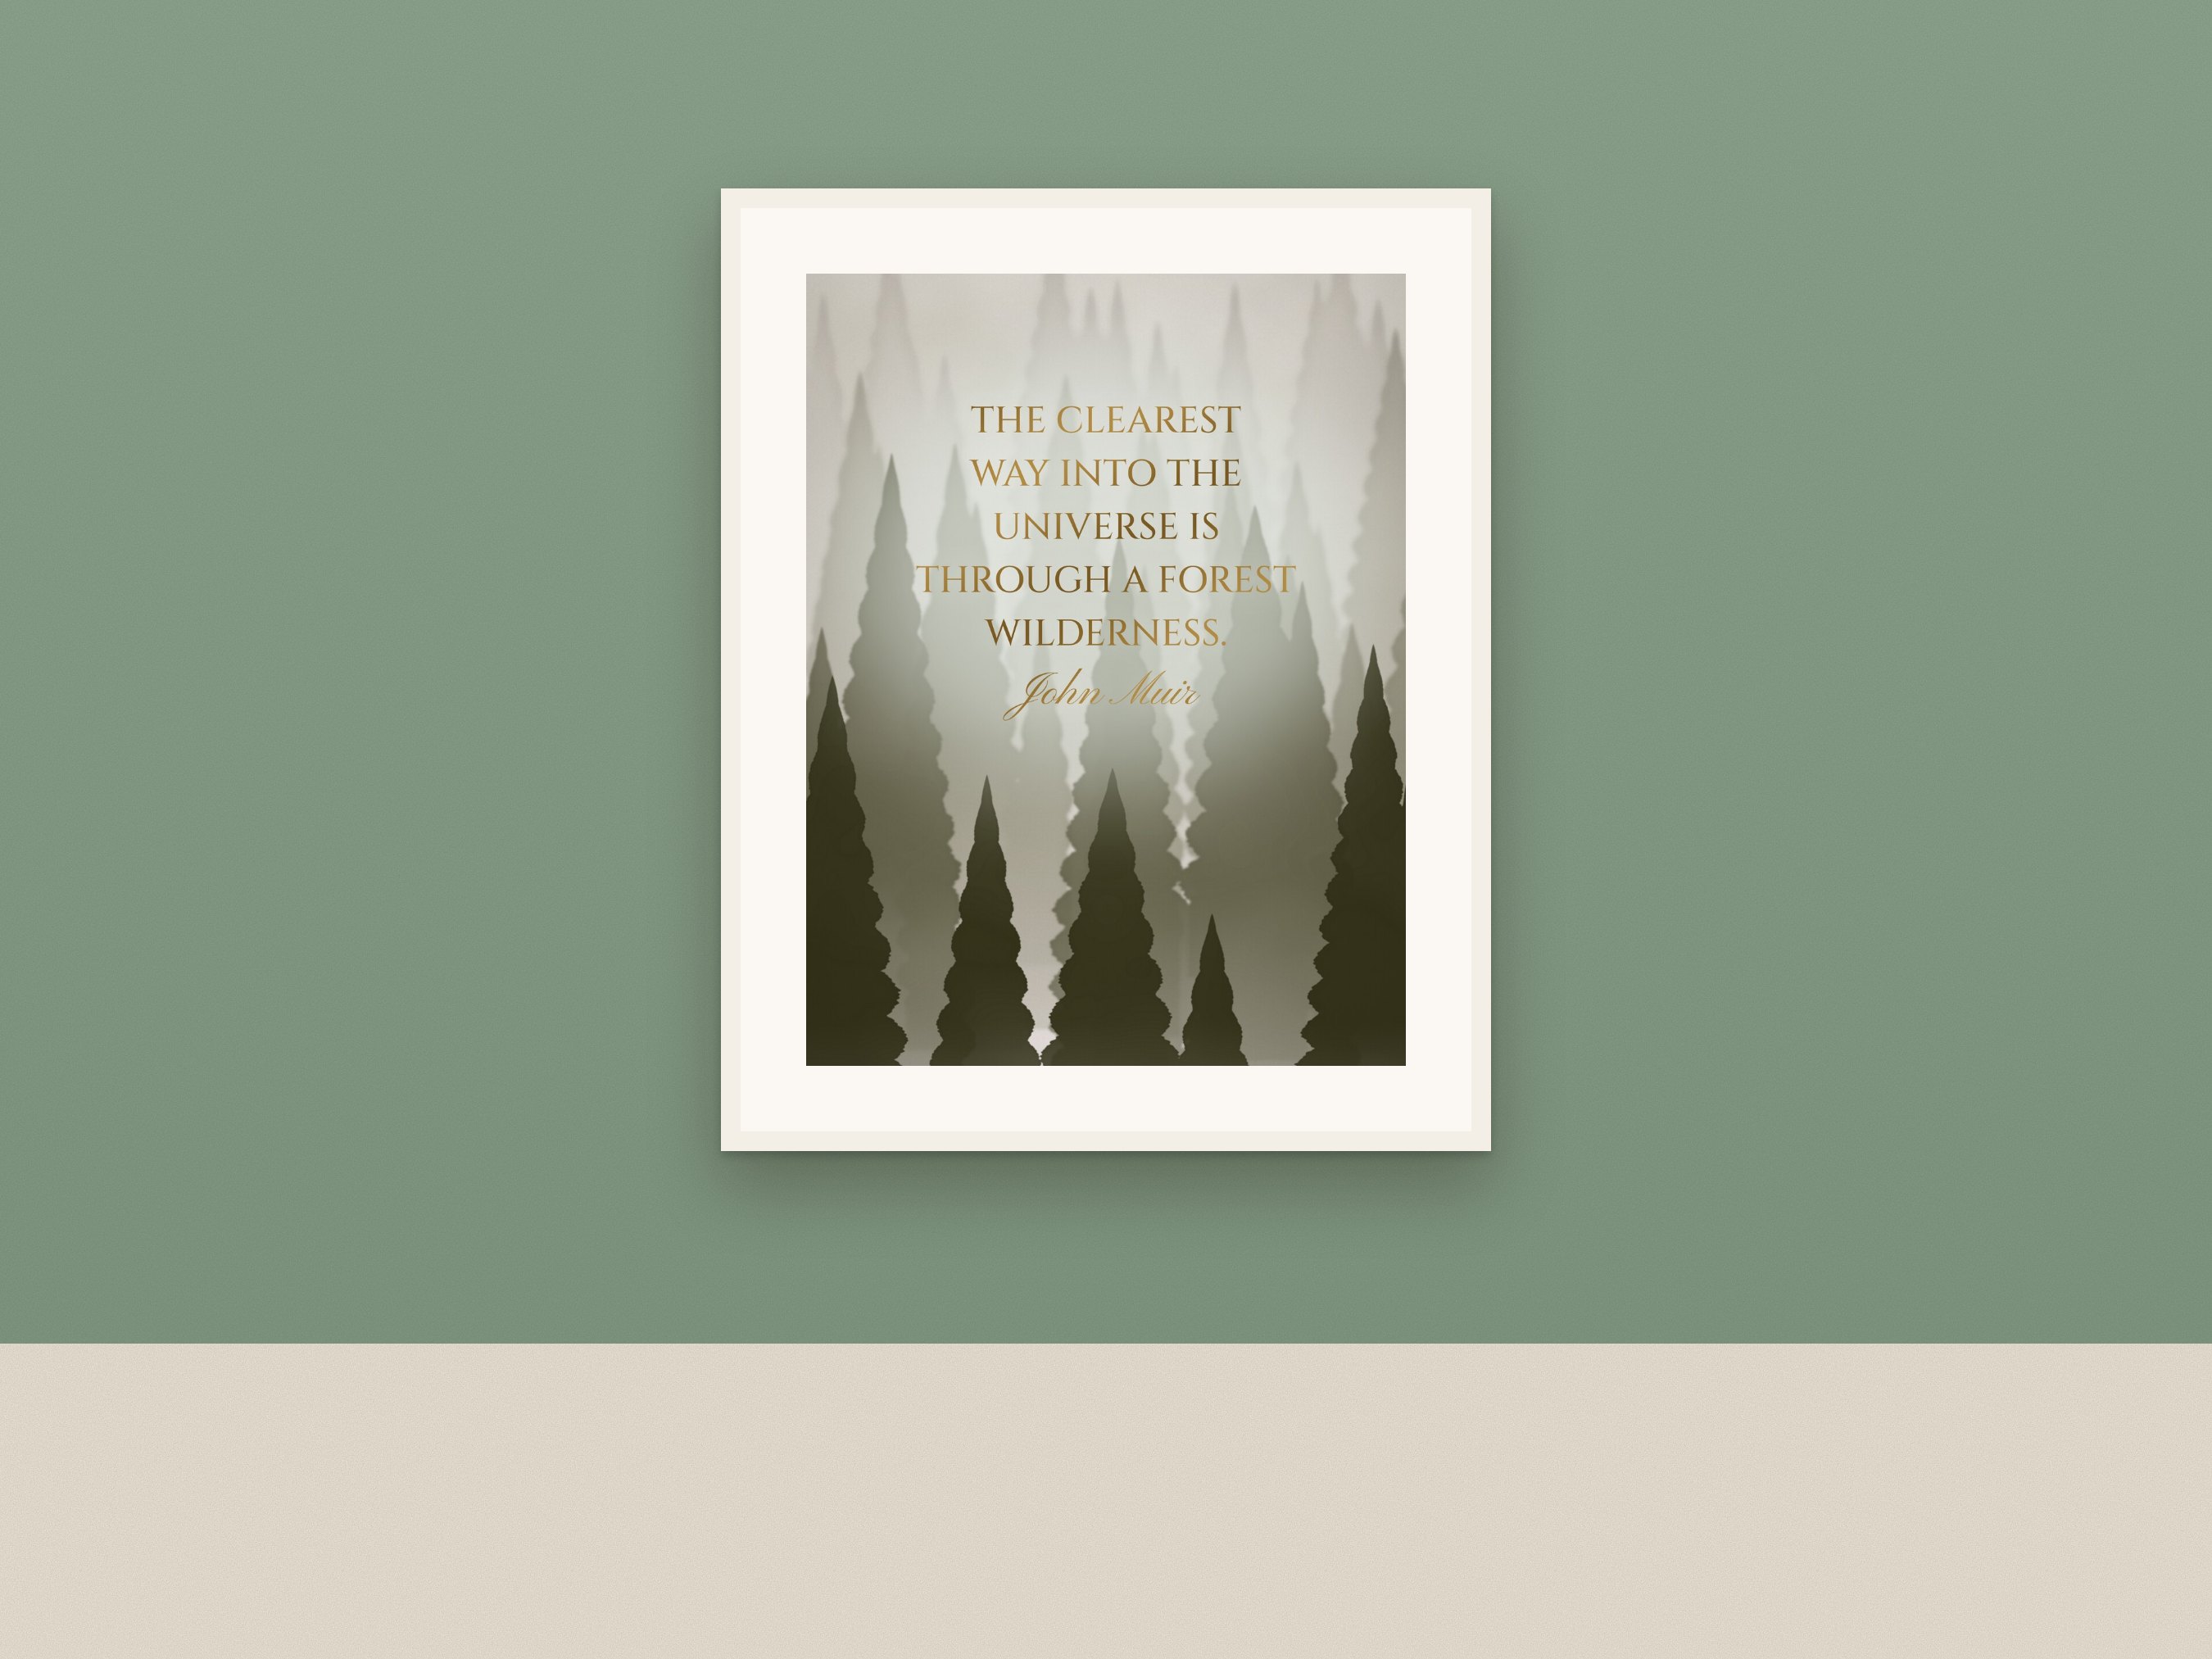 THE CLEAREST
WAY INTO THE
UNIVERSE IS
THROUGH A FOREST
WILDERNESS.
John Muir